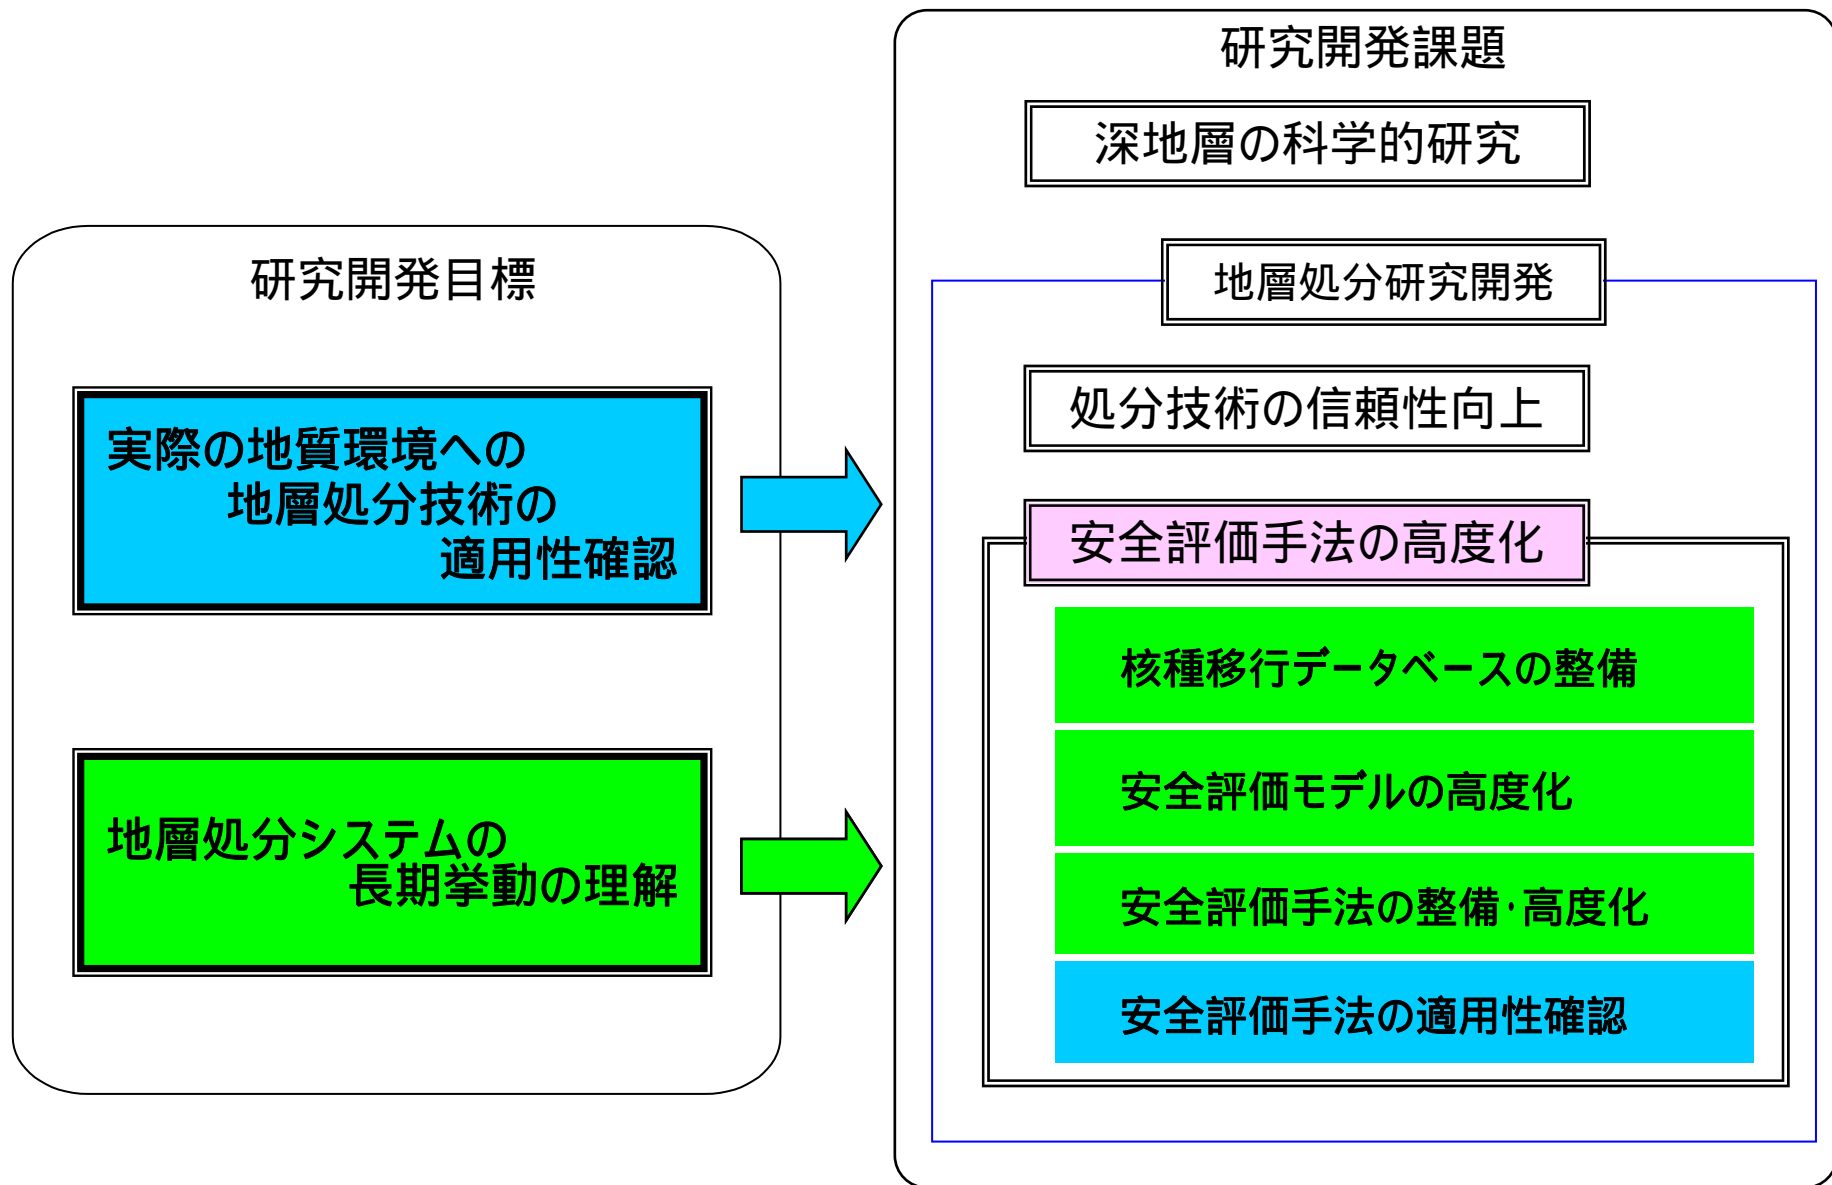 研究開発目標
実際の地質環境への
地層処分技術の
適用性確認
地層処分システムの
長期挙動の理解
研究開発課題
深地層の科学的研究
地層処分研究開発
処分技術の信頼性向上
安全評価手法の高度化
核種移行データベースの整備
安全評価モデルの高度化
安全評価手法の整備・高度化
安全評価手法の適用性確認